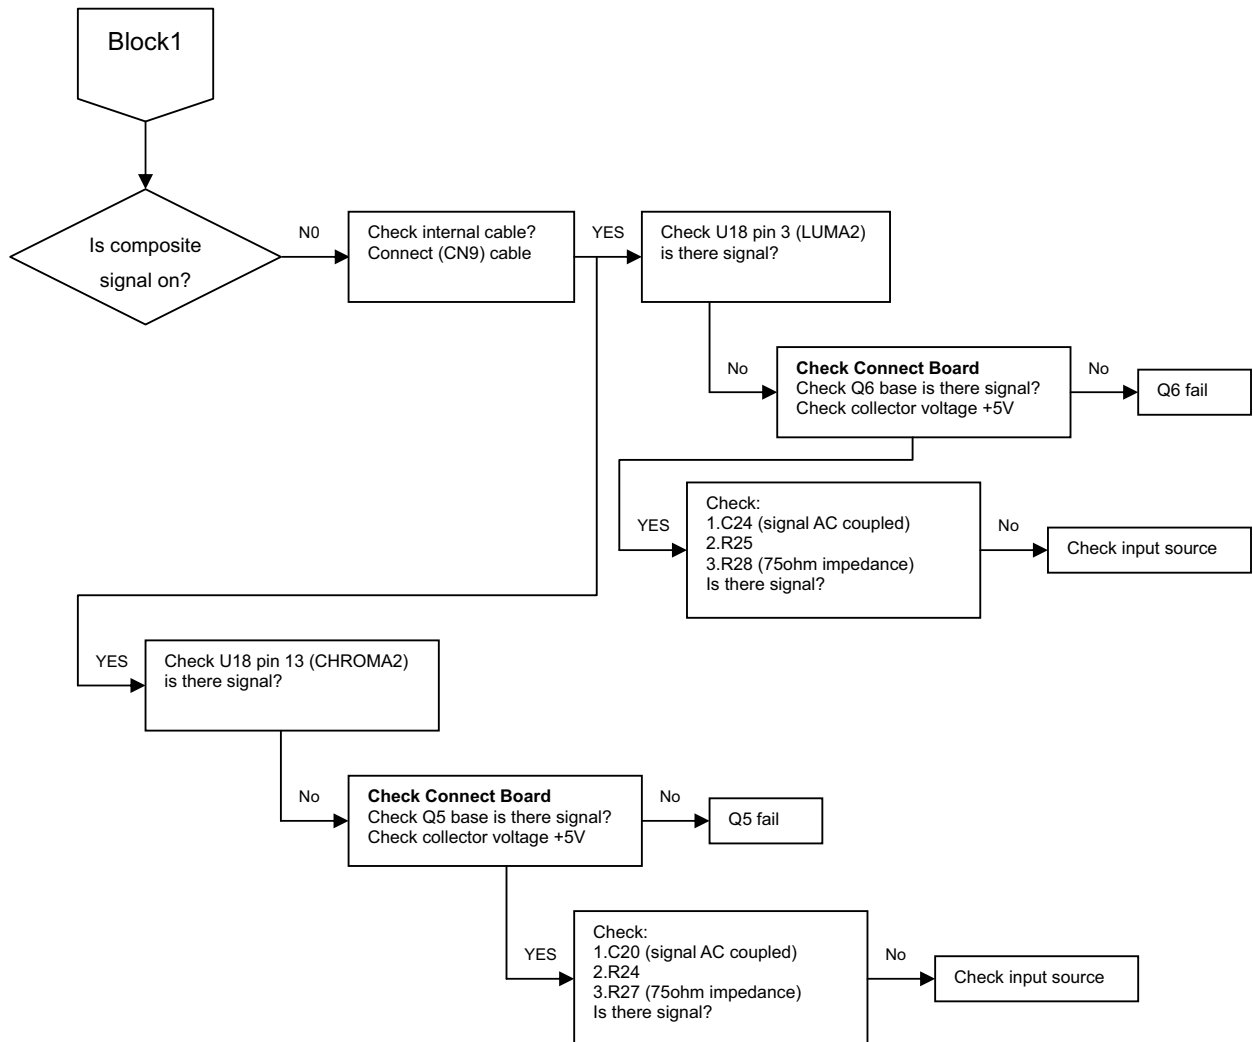 Block1
Is composite
signal on?
N0
Check internal cable?
Connect (CN9) cable
YES
Check U18 pin 3 (LUMA2)
is there signal?
No
Check Connect Board
Check Q6 base is there signal?
Check collector voltage +5V
No
Q6 fail
YES
Check:
1.C24 (signal AC coupled)
2.R25
3.R28 (75ohm impedance)
Is there signal?
No
Check input source
YES
Check U18 pin 13 (CHROMA2)
is there signal?
No
Check Connect Board
Check Q5 base is there signal?
Check collector voltage +5V
No
Q5 fail
YES
Check:
1.C20 (signal AC coupled)
2.R24
3.R27 (75ohm impedance)
Is there signal?
No
Check input source